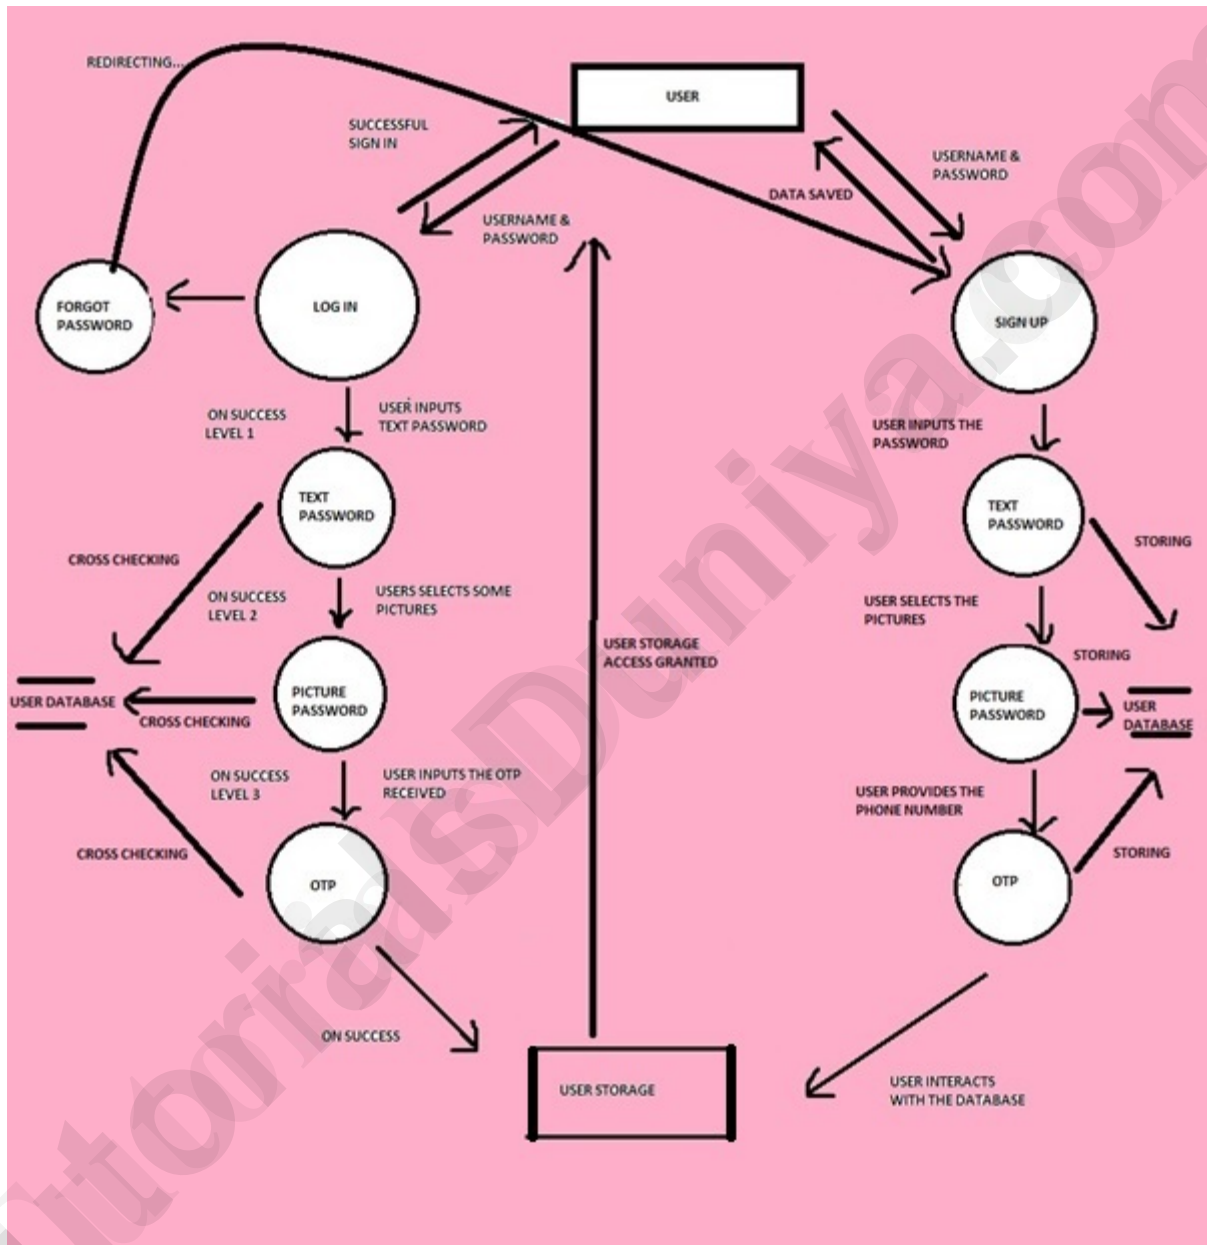 REDIRECTING...
USER
SUCCESSFUL
SIGN IN
USERNAME &
PASSWORD
DATA SAVED
USERNAME &
PASSWORD
FORGOT
PASSWORD
LOG IN
SIGN UP
ON SUCCESS
LEVEL 1
USER INPUTS
TEXT PASSWORD
USER INPUTS THE
PASSWORD
TEXT
PASSWORD
TEXT
PASSWORD
CROSS CHECKING
STORING
ON SUCCESS
LEVEL 2
USERS SELECTS SOME
PICTURES
USER SELECTS THE
PICTURES
USER STORAGE
ACCESS GRANTED
STORING
USER DATABASE
PICTURE
PASSWORD
CROSS CHECKING
PICTURE
PASSWORD
USER
DATABASE
ON SUCCESS
LEVEL 3
USER INPUTS THE OTP
RECEIVED
USER PROVIDES THE
PHONE NUMBER
CROSS CHECKING
STORING
OTP
OTP
ON SUCCESS
USER STORAGE
USER INTERACTS
WITH THE DATABASE
TutorialsDuniya.com